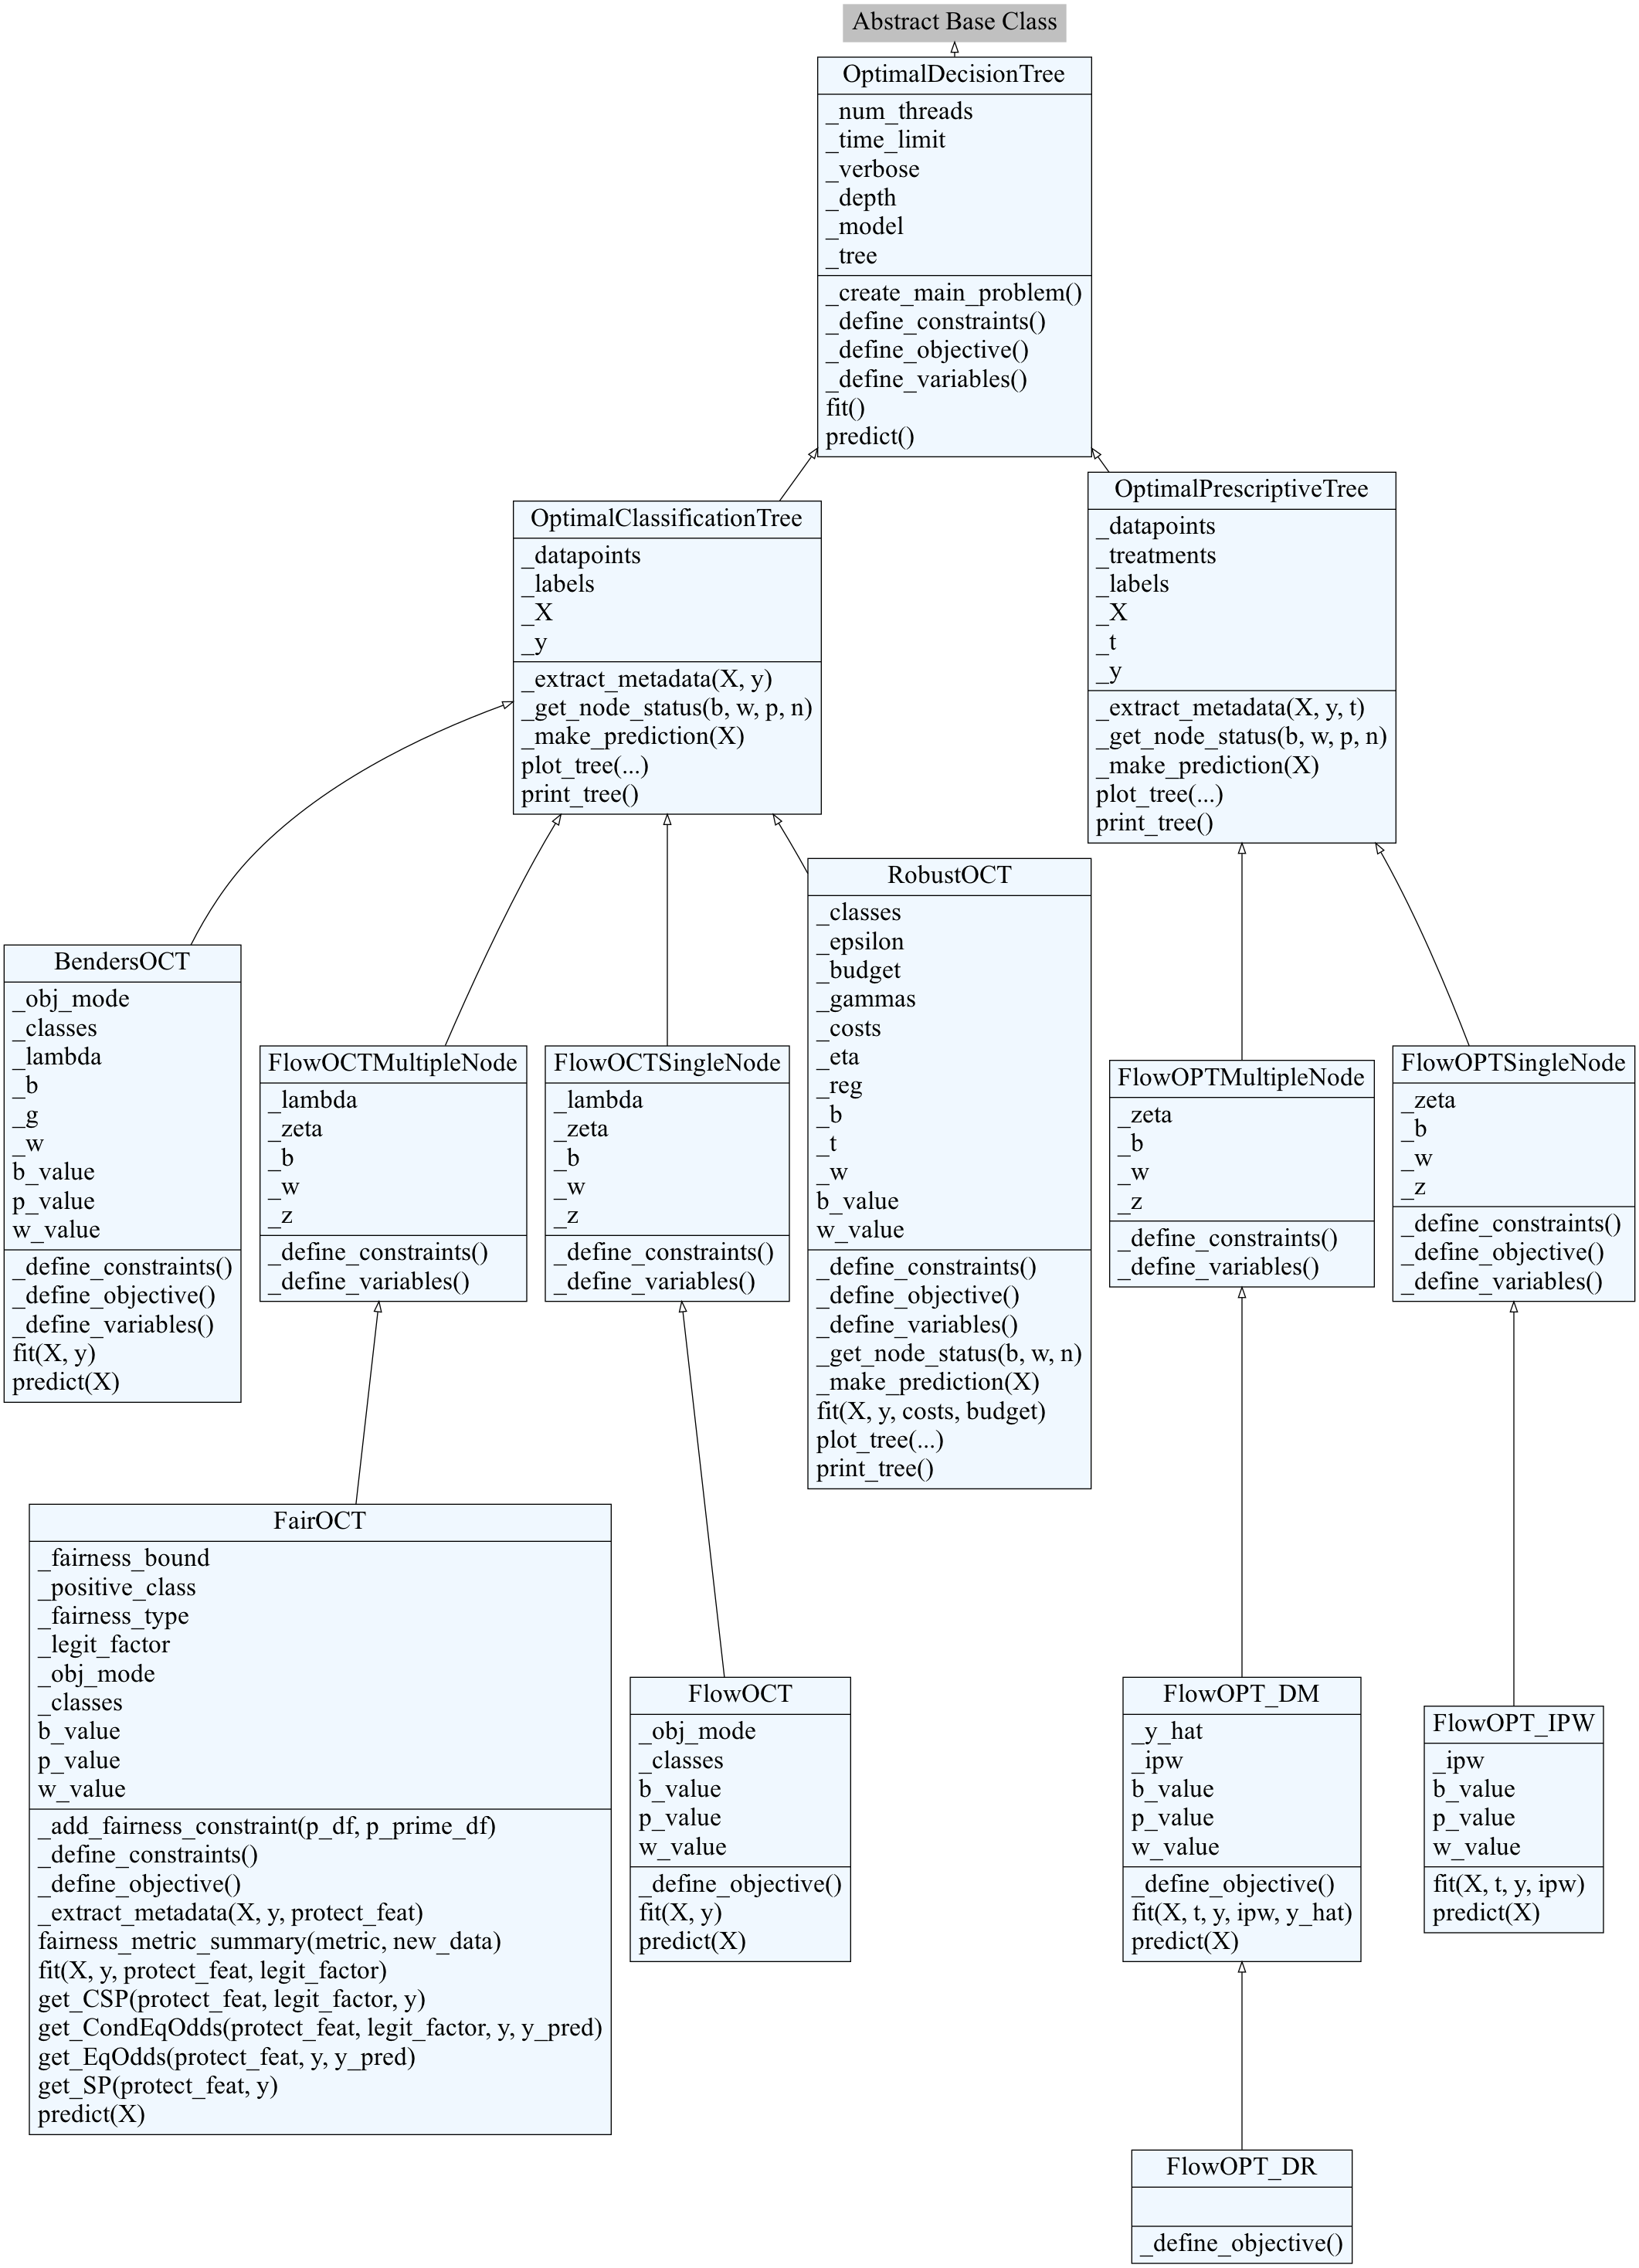 Abstract Base Class
OptimalDecisionTree
_num_threads
_time_limit
_verbose
_depth
_model
_tree
_create_main_problem()
_define_constraints()
_define_objective()
_define_variables()
fit()
predict()
OptimalClassificationTree
_datapoints
_labels
_X
_y
_extract_metadata(X, y)
_get_node_status(b, w, p, n)
_make_prediction(X)
plot_tree(...)
print_tree()
OptimalPrescriptiveTree
_datapoints
_treatments
_labels
_X
_t
_y
_extract_metadata(X, y, t)
_get_node_status(b, w, p, n)
_make_prediction(X)
plot_tree(...)
print_tree()
BendersOCT
_obj_mode
_classes
_lambda
_b
_g
_w
b_value
p_value
w_value
_define_constraints()
_define_objective()
_define_variables()
fit(X, y)
predict(X)
FlowOCTMultipleNode
_lambda
_zeta
_b
_w
_z
_define_constraints()
_define_variables()
FlowOCTSingleNode
_lambda
_zeta
_b
_w
_z
_define_constraints()
_define_variables()
RobustOCT
_classes
_epsilon
_budget
_gammas
_costs
_eta
_reg
_b
_t
_w
b_value
w_value
_define_constraints()
_define_objective()
_define_variables()
_get_node_status(b, w, n)
_make_prediction(X)
fit(X, y, costs, budget)
plot_tree(...)
print_tree()
FlowOPTMultipleNode
_zeta
_b
_w
_z
_define_constraints()
_define_variables()
FlowOPTSingleNode
_zeta
_b
_w
_z
_define_constraints()
_define_objective()
_define_variables()
FairOCT
_fairness_bound
_positive_class
_fairness_type
_legit_factor
_obj_mode
_classes
b_value
p_value
w_value
_add_fairness_constraint(p_df, p_prime_df)
_define_constraints()
_define_objective()
_extract_metadata(X, y, protect_feat)
fairness_metric_summary(metric, new_data)
fit(X, y, protect_feat, legit_factor)
get_CSP(protect_feat, legit_factor, y)
get_CondEqOdds(protect_feat, legit_factor, y, y_pred)
get_EqOdds(protect_feat, y, y_pred)
get_SP(protect_feat, y)
predict(X)
FlowOCT
_obj_mode
_classes
b_value
p_value
w_value
_define_objective()
fit(X, y)
predict(X)
FlowOPT_DM
_y_hat
_ipw
b_value
p_value
w_value
_define_objective()
fit(X, t, y, ipw, y_hat)
predict(X)
FlowOPT_IPW
_ipw
b_value
p_value
w_value
fit(X, t, y, ipw)
predict(X)
FlowOPT_DR
_define_objective()